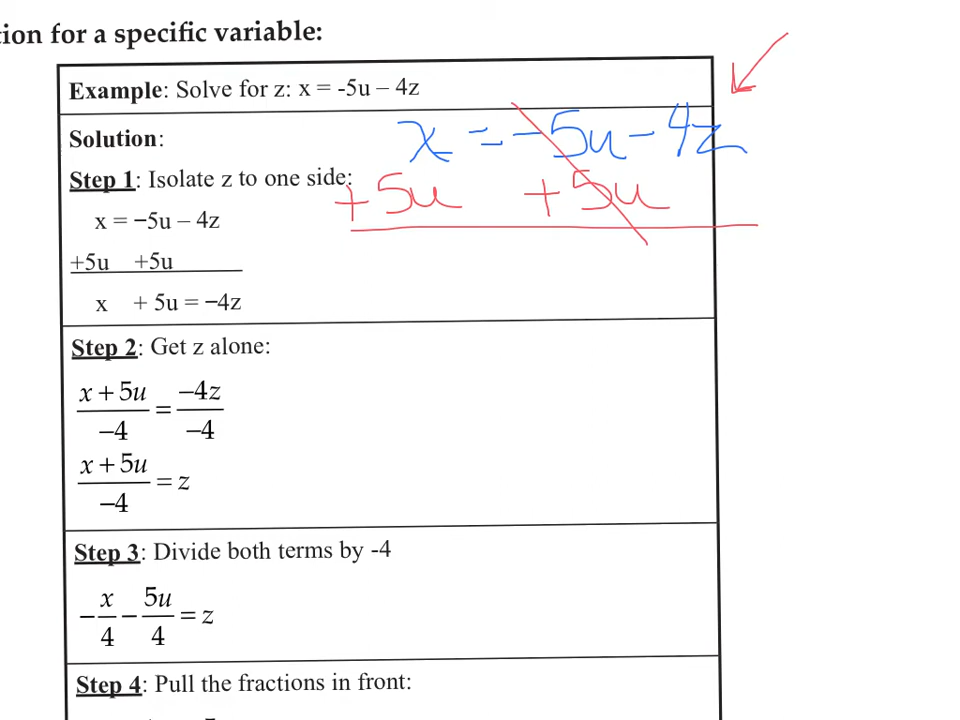 tion for a specific variable:
Example: Solve for z: x = -5u – 4z
Solution:
x = -5u - 4z
Step 1: Isolate z to one side:
+5u +5u
x = −5u – 4z
+5u +5u
x + 5u = −4z
Step 2: Get z alone:
x + 5u / −4 = −4z / −4
x + 5u / −4 = z
Step 3: Divide both terms by -4
− x/4 − 5u/4 = z
Step 4: Pull the fractions in front: